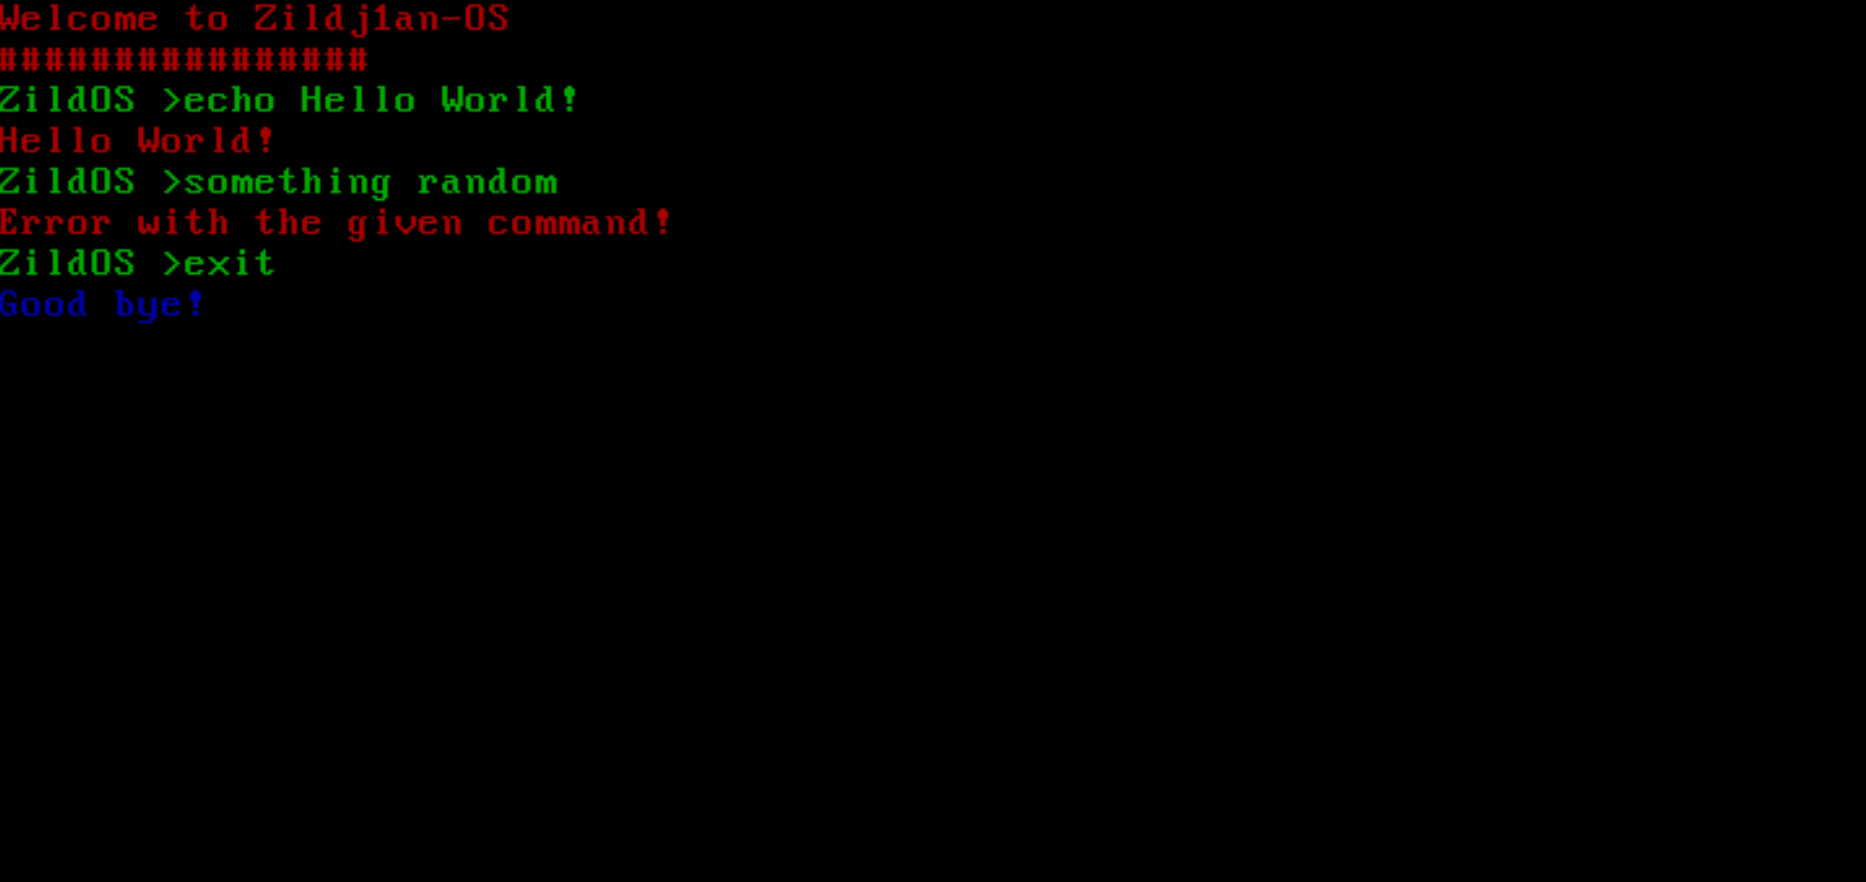 Welcome to Zildj1an-OS
################
ZildOS >echo Hello World!
Hello World!
ZildOS >something random
Error with the given command!
ZildOS >exit
Good bye!